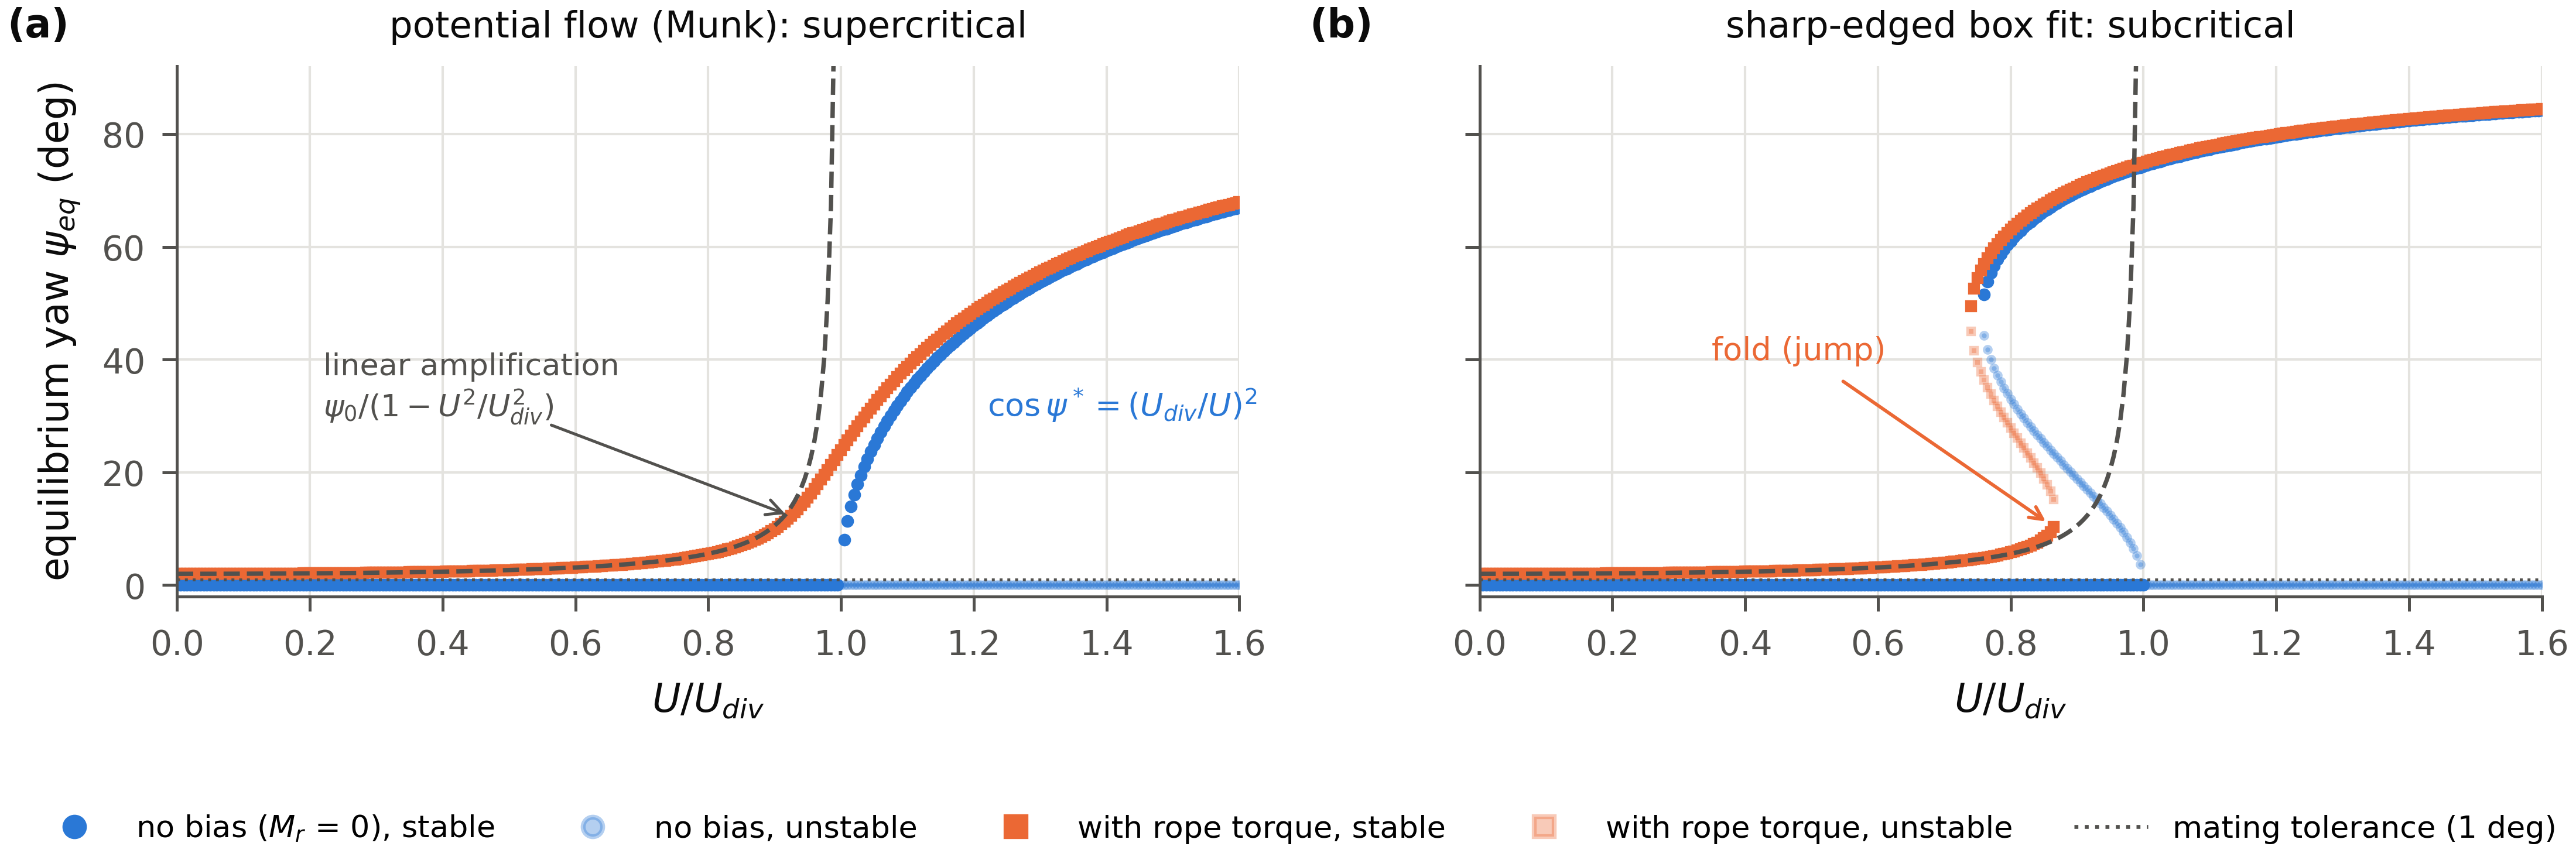 (a)
potential flow (Munk): supercritical
equilibrium yaw ψ_eq (deg)
80
60
40
20
0
linear amplification
ψ₀/(1 − U²/U²_div)
cos ψ* = (U_div/U)²
0.0 0.2 0.4 0.6 0.8 1.0 1.2 1.4 1.6
U/U_div
(b)
sharp-edged box fit: subcritical
fold (jump)
0.0 0.2 0.4 0.6 0.8 1.0 1.2 1.4 1.6
U/U_div
no bias (M_r = 0), stable
no bias, unstable
with rope torque, stable
with rope torque, unstable
mating tolerance (1 deg)